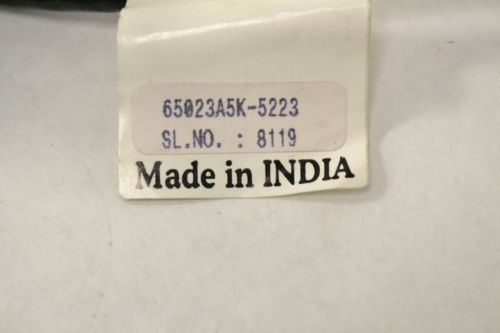 65023A5K-5223
SL.NO. : 8119
Made in INDIA